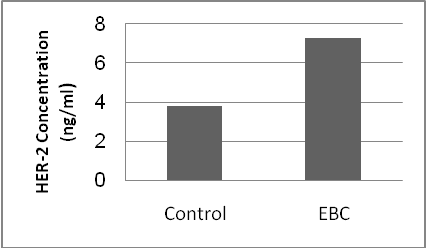 HER-2 Concentration
(ng/ml)
8
6
4
2
0
Control EBC